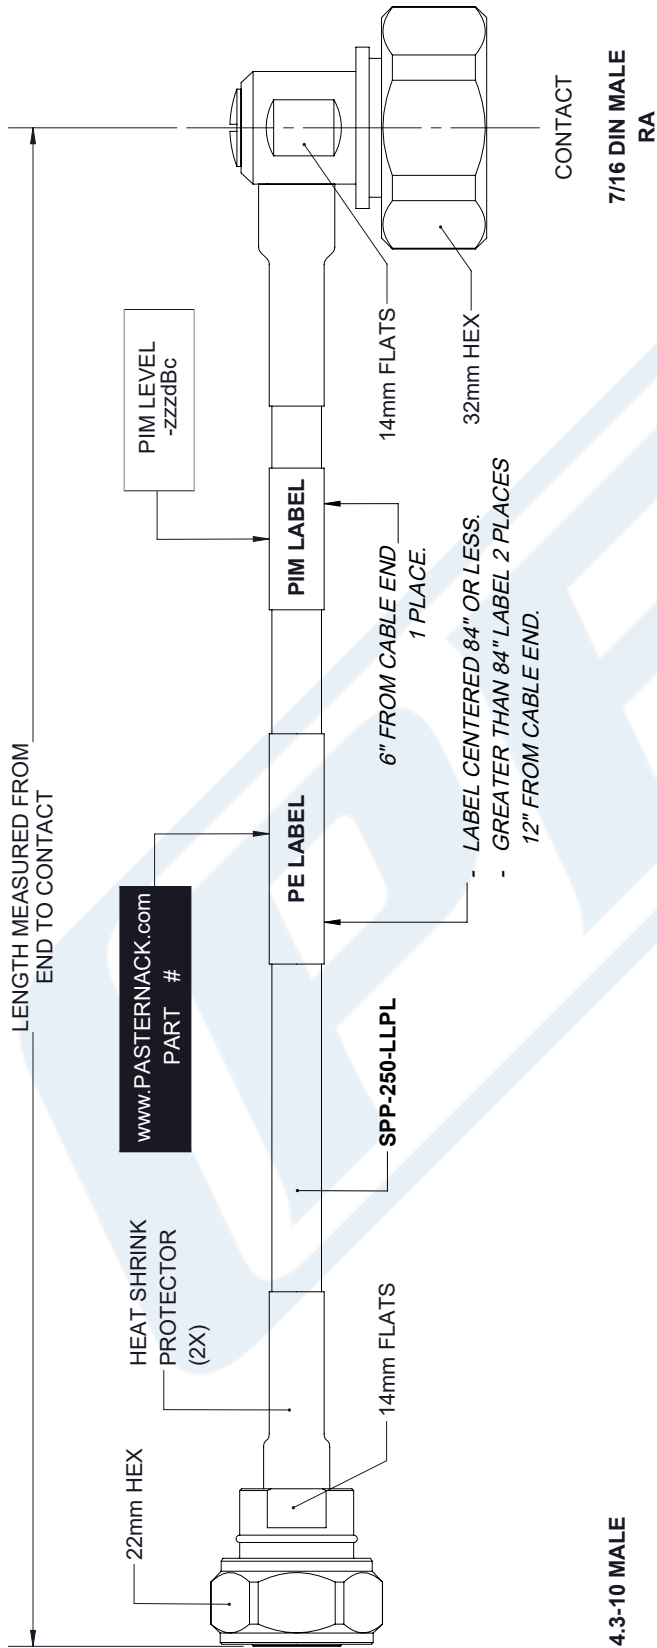 LENGTH MEASURED FROM
END TO CONTACT
22mm HEX
HEAT SHRINK
PROTECTOR
(2X)
www.PASTERNACK.com
PART #
PIM LEVEL
-zzzdBc
PE LABEL
PIM LABEL
14mm FLATS
SPP-250-LLPL
6" FROM CABLE END
1 PLACE.
14mm FLATS
- LABEL CENTERED 84" OR LESS.
- GREATER THAN 84" LABEL 2 PLACES
12" FROM CABLE END.
32mm HEX
CONTACT
4.3-10 MALE
7/16 DIN MALE
RA